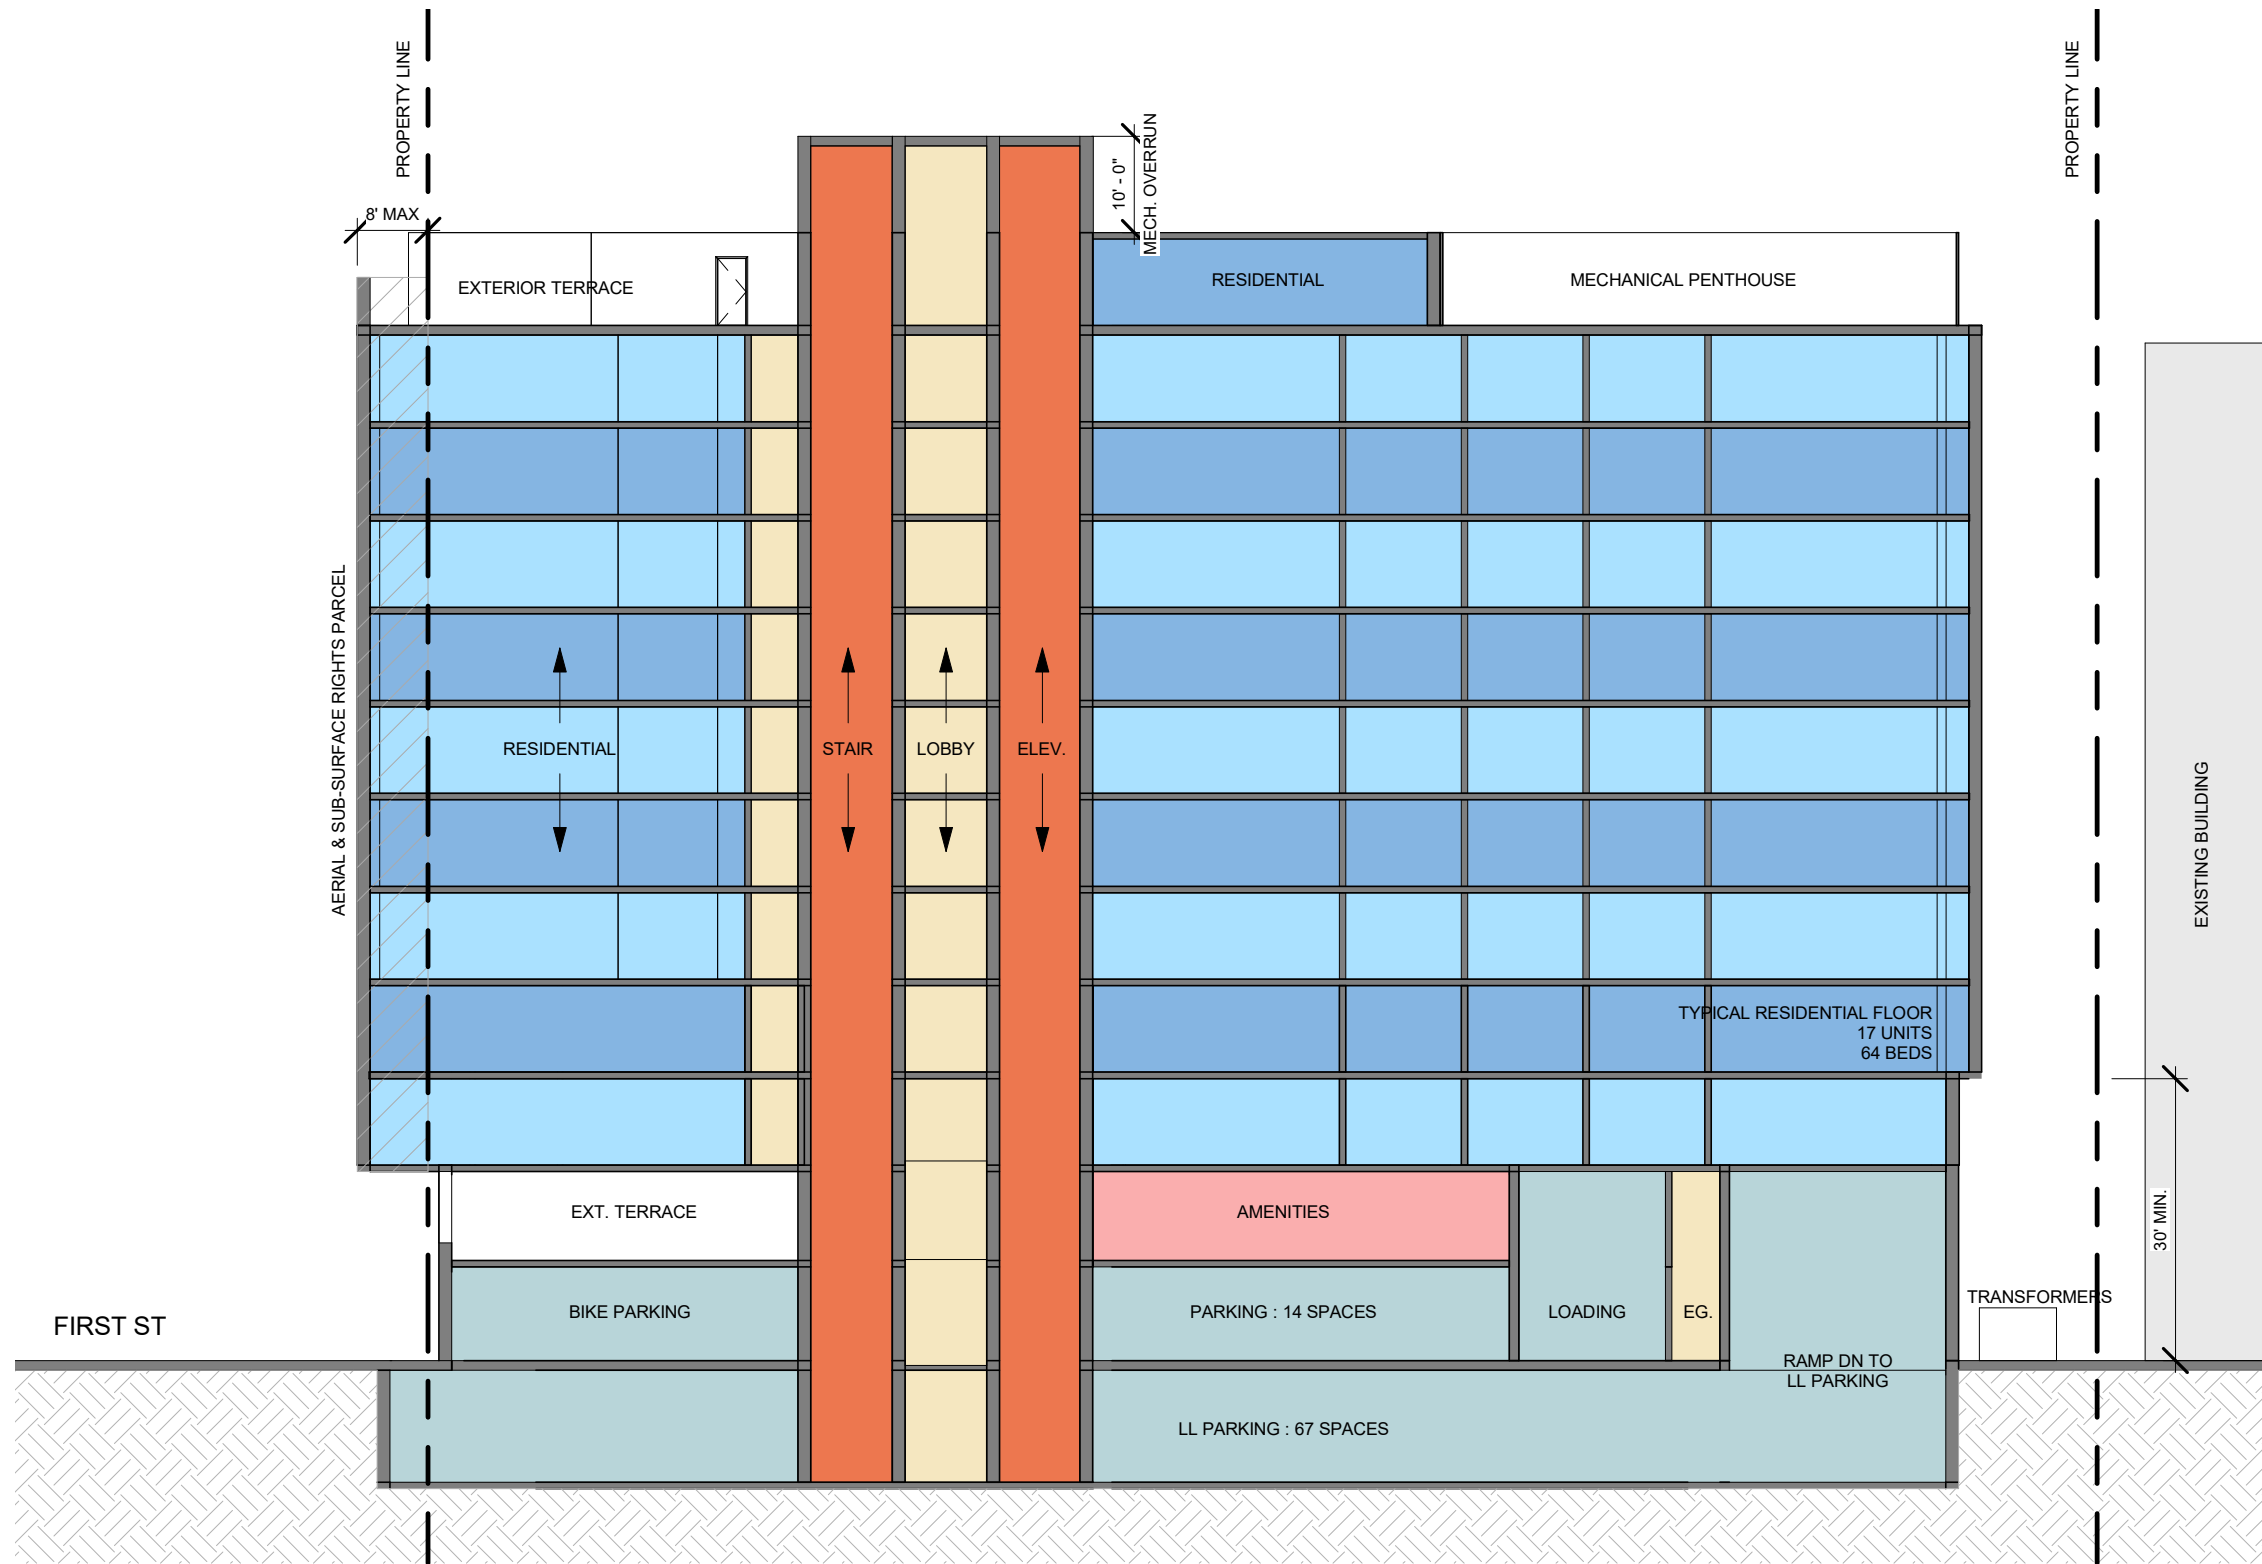 PROPERTY LINE
PROPERTY LINE
8' MAX
10' - 0"
MECH. OVERRUN
EXTERIOR TERRACE
RESIDENTIAL
MECHANICAL PENTHOUSE
AERIAL & SUB-SURFACE RIGHTS PARCEL
RESIDENTIAL
STAIR
LOBBY
ELEV.
EXISTING BUILDING
TYPICAL RESIDENTIAL FLOOR
17 UNITS
64 BEDS
EXT. TERRACE
AMENITIES
30' MIN.
FIRST ST
BIKE PARKING
PARKING : 14 SPACES
LOADING
EG.
TRANSFORMERS
RAMP DN TO
LL PARKING
LL PARKING : 67 SPACES